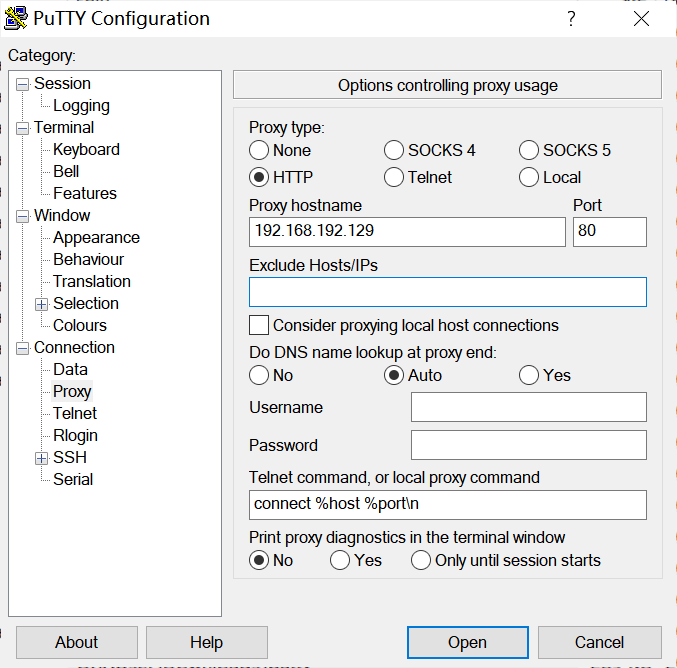 PuTTY Configuration
?
Category:
Session
Logging
Terminal
Keyboard
Bell
Features
Window
Appearance
Behaviour
Translation
Selection
Colours
Connection
Data
Proxy
Telnet
Rlogin
SSH
Serial
Options controlling proxy usage
Proxy type:
None SOCKS 4 SOCKS 5
HTTP Telnet Local
Proxy hostname Port
192.168.192.129 80
Exclude Hosts/IPs
Consider proxying local host connections
Do DNS name lookup at proxy end:
No Auto Yes
Username
Password
Telnet command, or local proxy command
connect %host %port\n
Print proxy diagnostics in the terminal window
No Yes Only until session starts
About Help Open Cancel